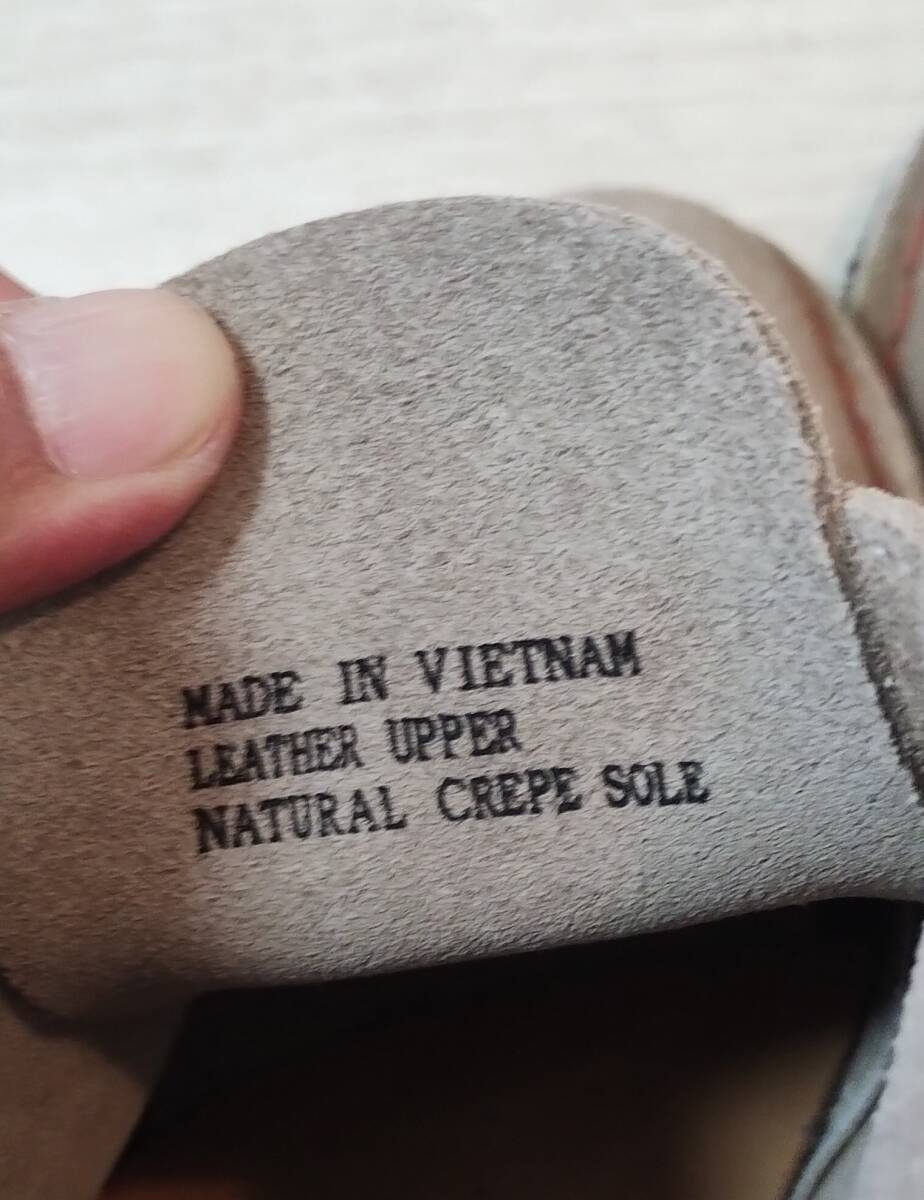 MADE IN VIETNAM
LEATHER UPPER
NATURAL CREPE SOLE